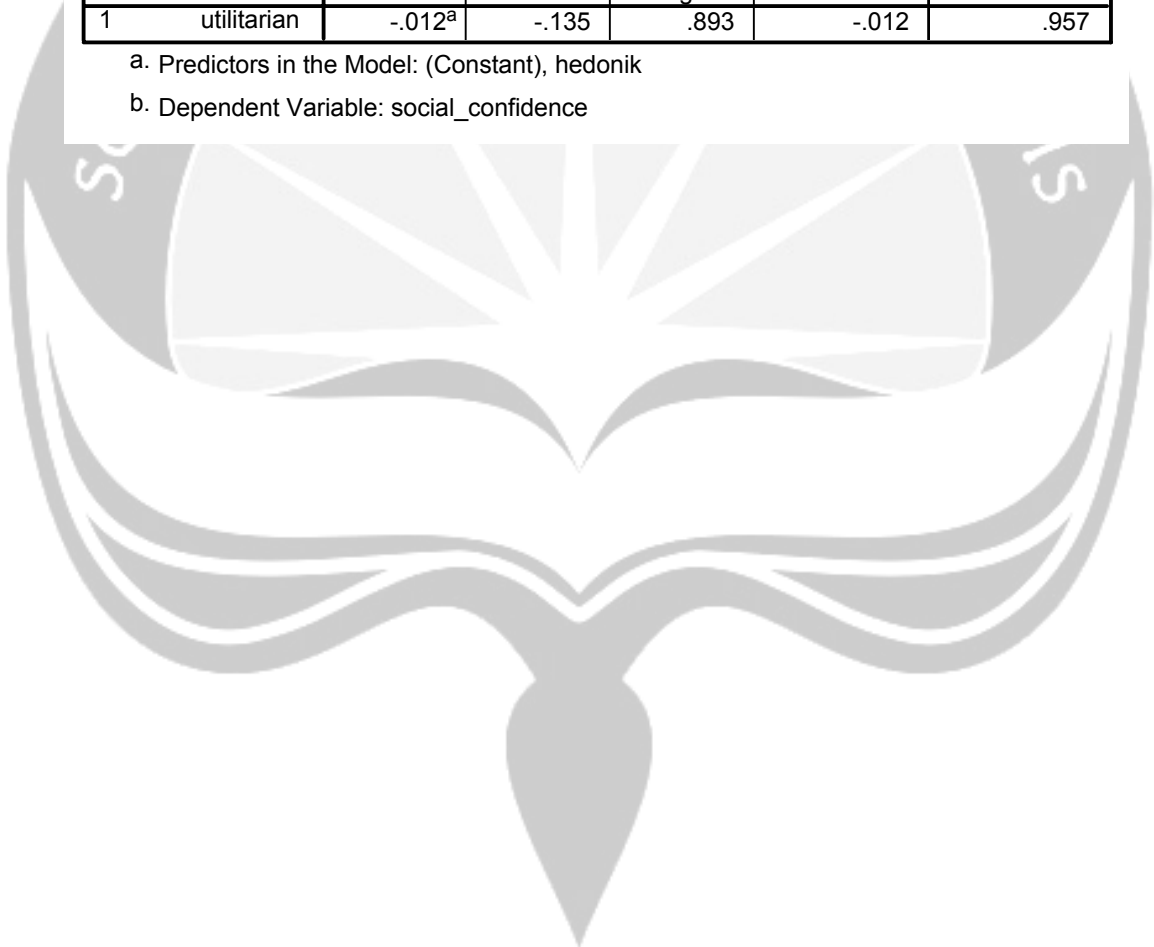 1 utilitarian -.012a -.135 .893 -.012 .957
a. Predictors in the Model: (Constant), hedonik
b. Dependent Variable: social_confidence